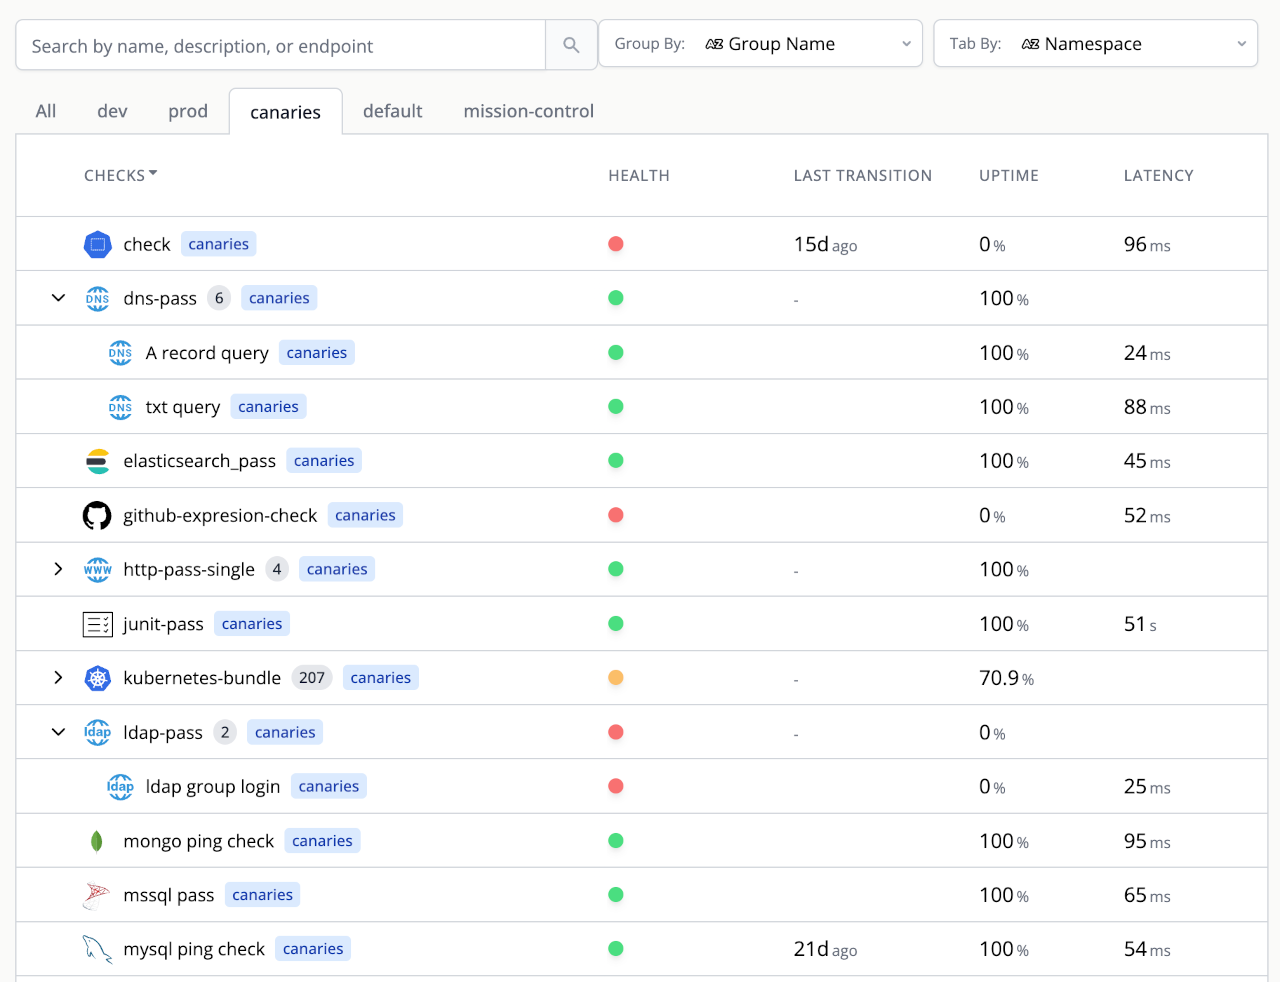 Search by name, description, or endpoint
Group By: AZ Group Name
Tab By: AZ Namespace
All dev prod canaries default mission-control
CHECKS HEALTH LAST TRANSITION UPTIME LATENCY
check canaries 15d ago 0 % 96 ms
DNS dns-pass 6 canaries - 100 %
DNS A record query canaries 100 % 24 ms
DNS txt query canaries 100 % 88 ms
elasticsearch_pass canaries 100 % 45 ms
github-expresion-check canaries 0 % 52 ms
www http-pass-single 4 canaries - 100 %
junit-pass canaries 100 % 51 s
kubernetes-bundle 207 canaries - 70.9 %
ldap ldap-pass 2 canaries - 0 %
ldap ldap group login canaries 0 % 25 ms
mongo ping check canaries 100 % 95 ms
mssql pass canaries 100 % 65 ms
mysql ping check canaries 21d ago 100 % 54 ms